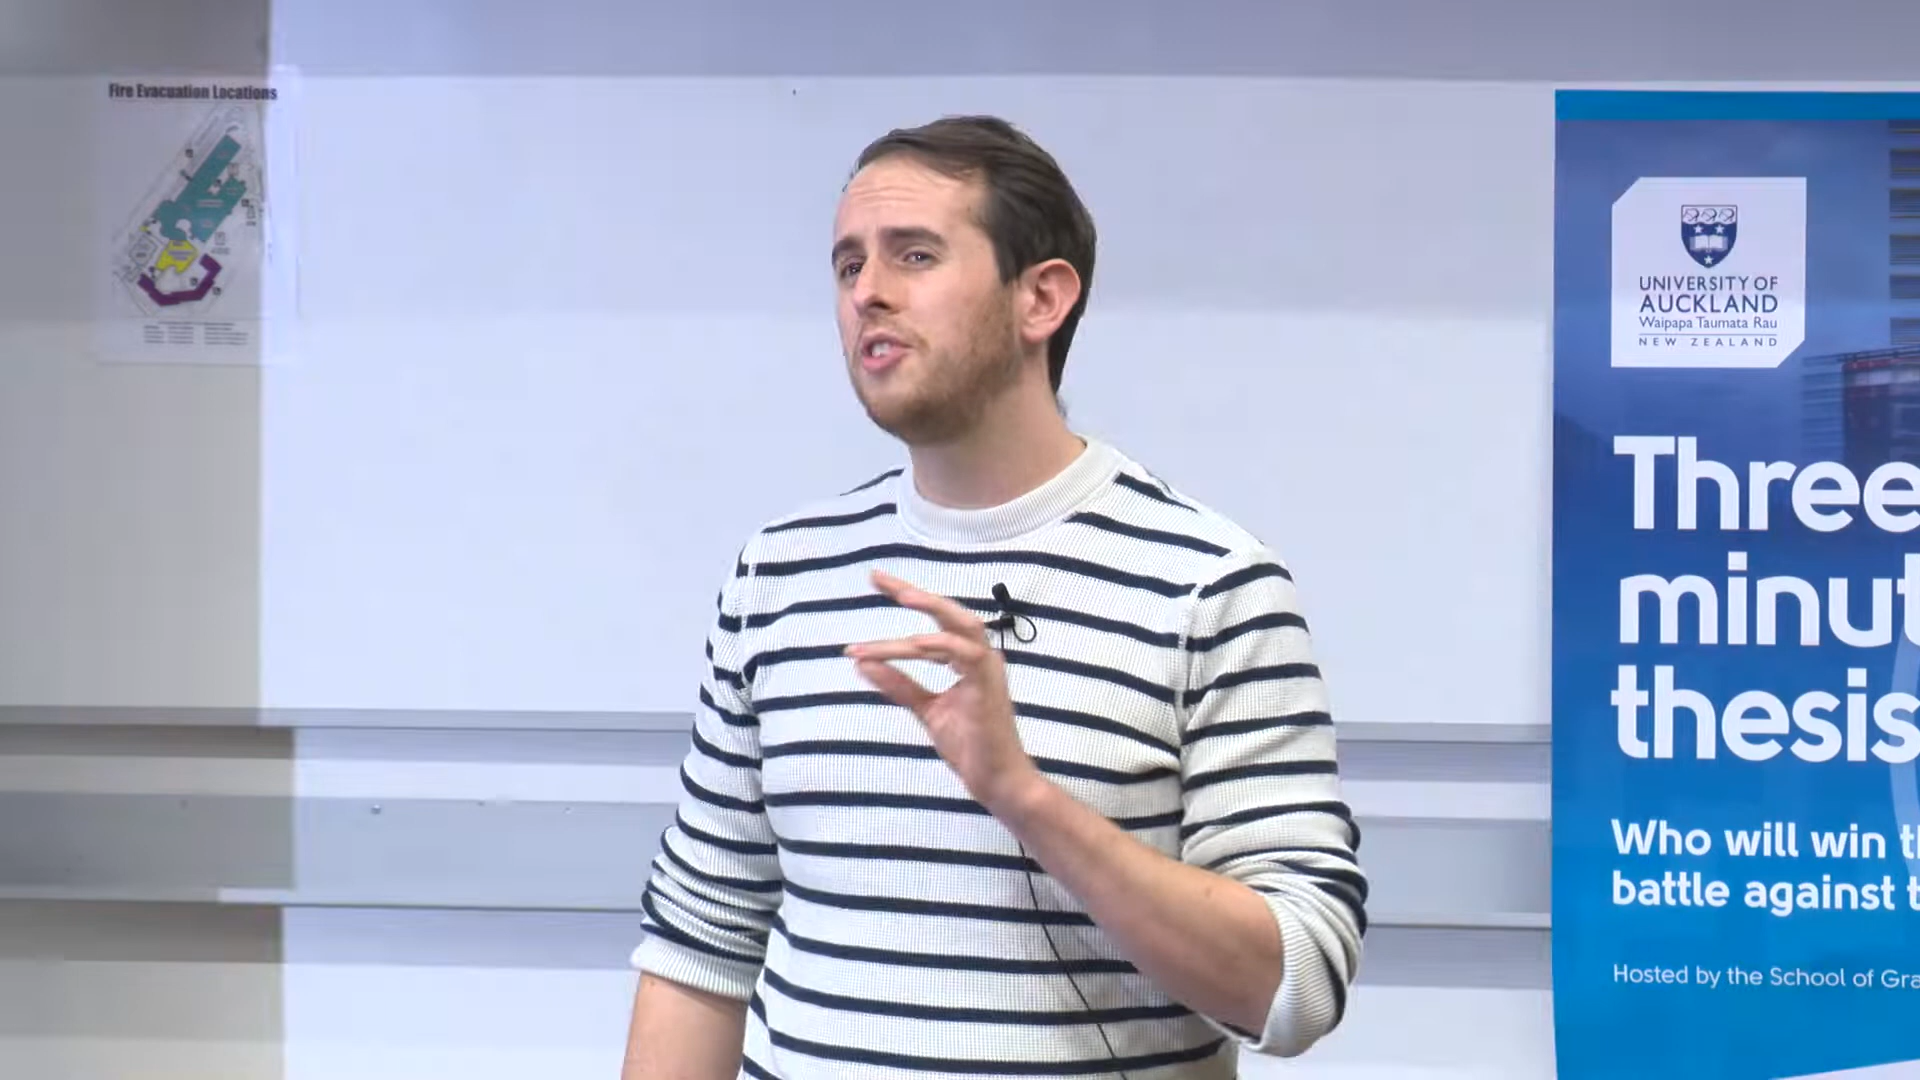 Fire Evacuation Locations
UNIVERSITY OF
AUCKLAND
Waipapa Taumata Rau
NEW ZEALAND
Three
minut
thesis
Who will win t
battle against t
Hosted by the School of Gra